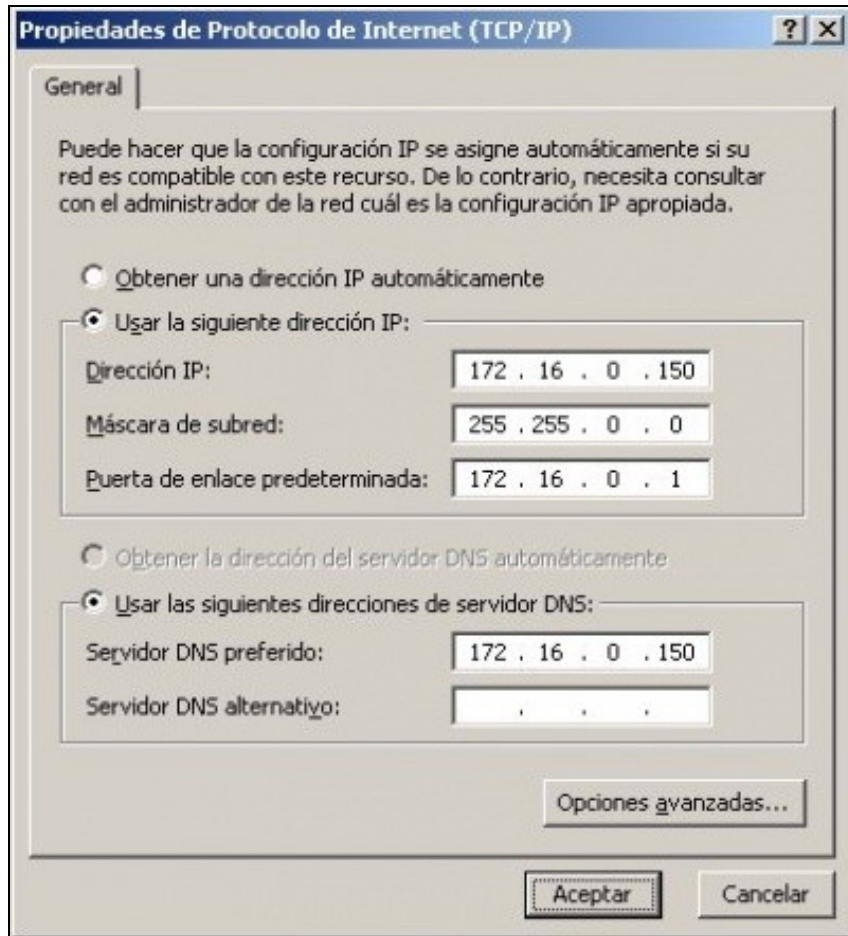 Propiedades de Protocolo de Internet (TCP/IP)
General
Puede hacer que la configuración IP se asigne automáticamente si su
red es compatible con este recurso. De lo contrario, necesita consultar
con el administrador de la red cuál es la configuración IP apropiada.
Obtener una dirección IP automáticamente
Usar la siguiente dirección IP:
Dirección IP: 172 . 16 . 0 . 150
Máscara de subred: 255 . 255 . 0 . 0
Puerta de enlace predeterminada: 172 . 16 . 0 . 1
Obtener la dirección del servidor DNS automáticamente
Usar las siguientes direcciones de servidor DNS:
Servidor DNS preferido: 172 . 16 . 0 . 150
Servidor DNS alternativo: . . .
Opciones avanzadas...
Aceptar Cancelar